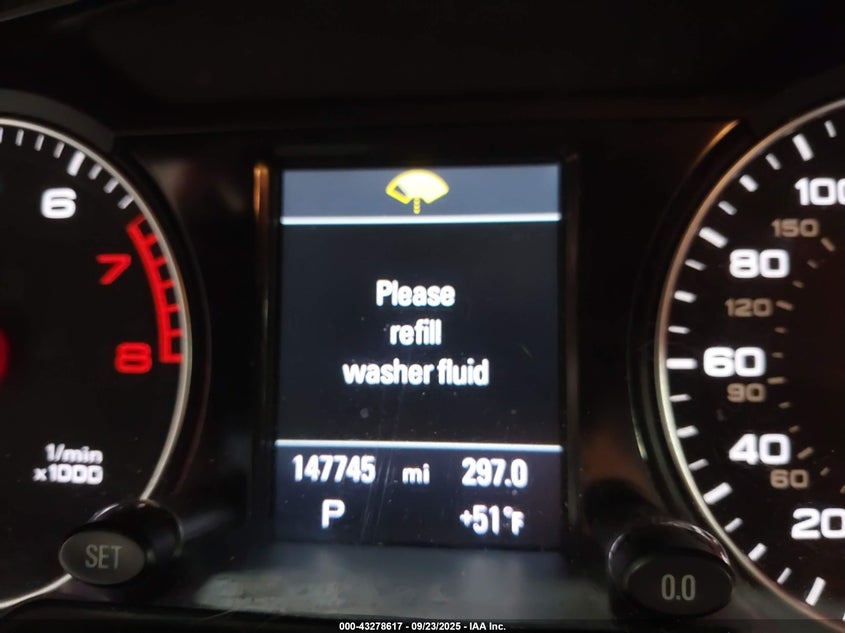 6
7
8
1/min
x1000
SET
Please
refill
washer fluid
147745 mi 297.0
P +51°F
100
150
80
120
60
90
40
60
20
0.0
000-43278617 - 09/23/2025 - IAA Inc.